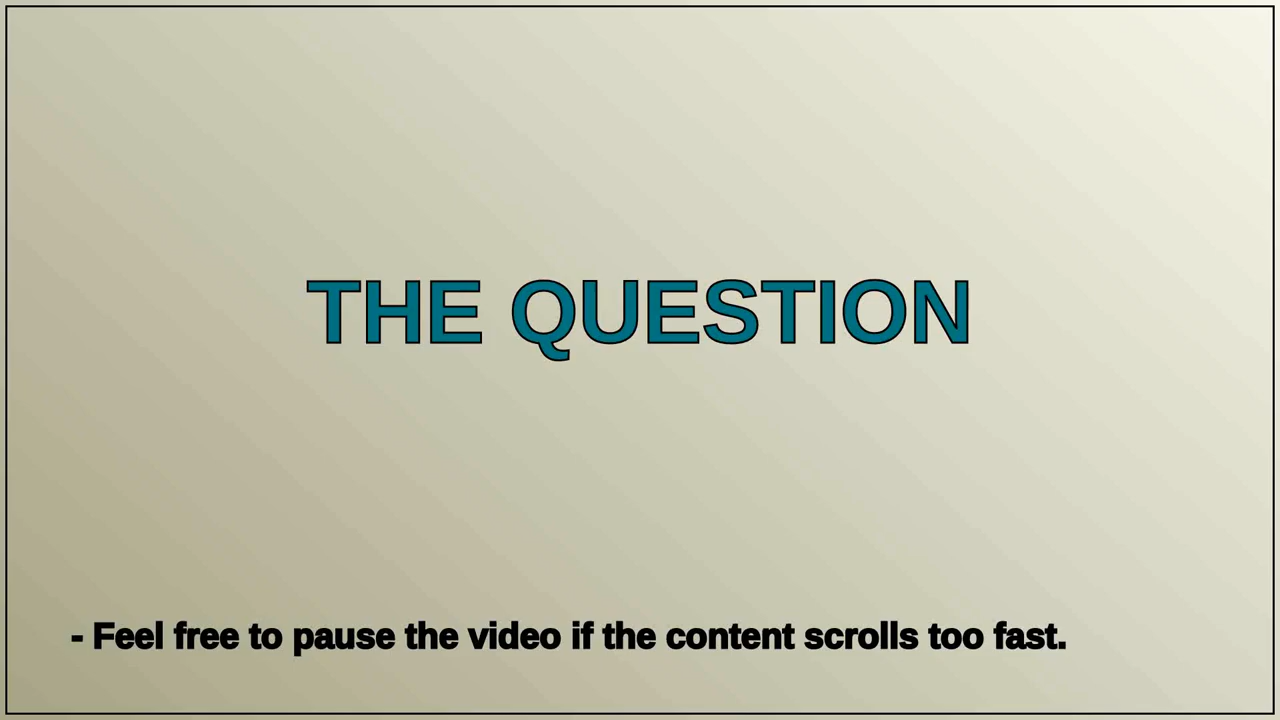 THE QUESTION
- Feel free to pause the video if the content scrolls too fast.